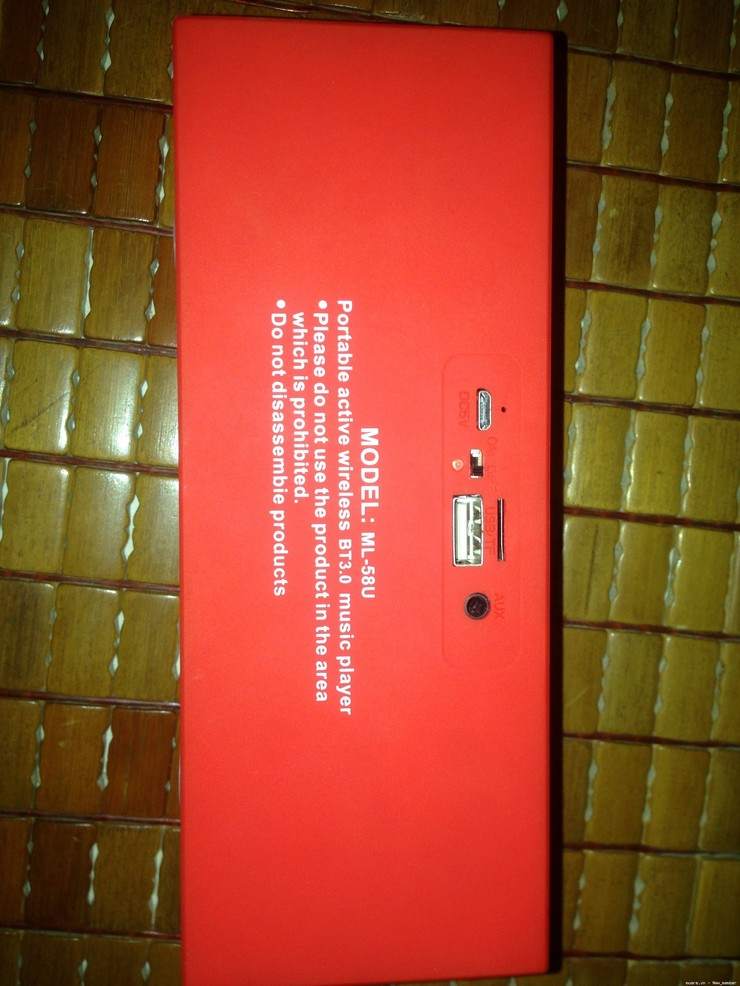 MODEL: ML-58U
Portable active wireless BT3.0 music player
•Please do not use the product in the area
which is prohibited.
•Do not disassembie products
DC5V
AUX